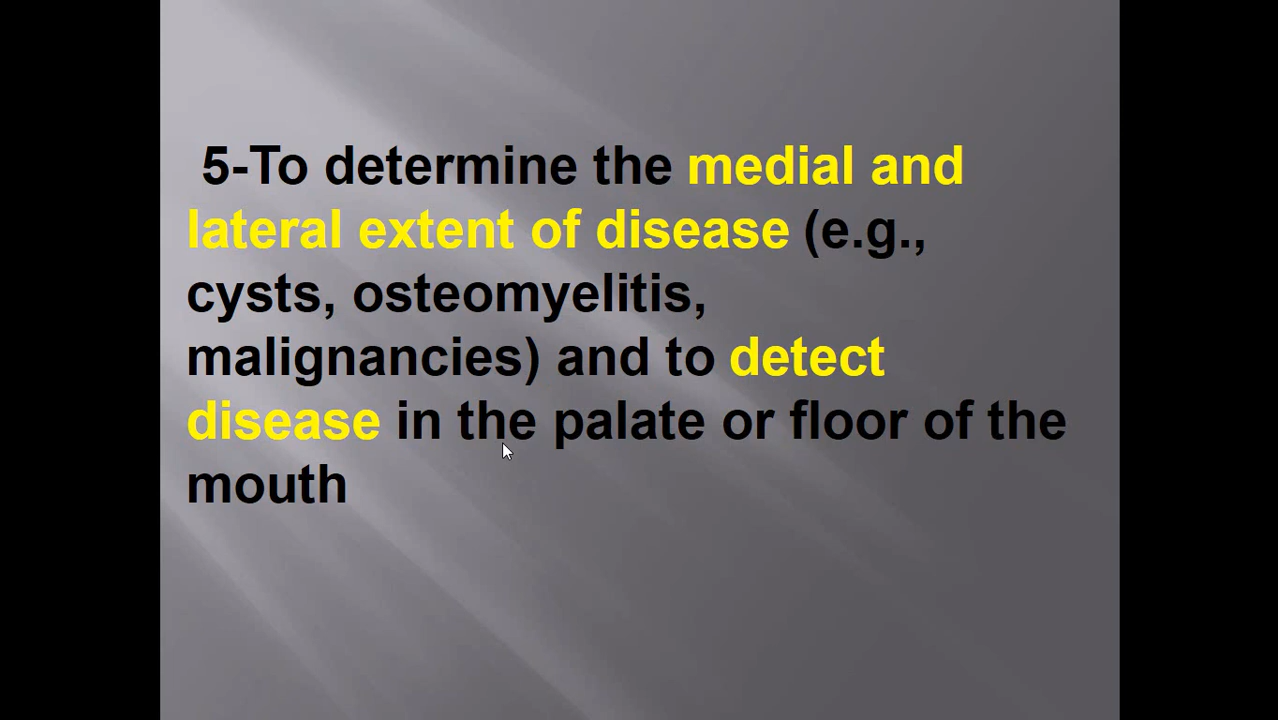 5-To determine the medial and
lateral extent of disease (e.g.,
cysts, osteomyelitis,
malignancies) and to detect
disease in the palate or floor of the
mouth